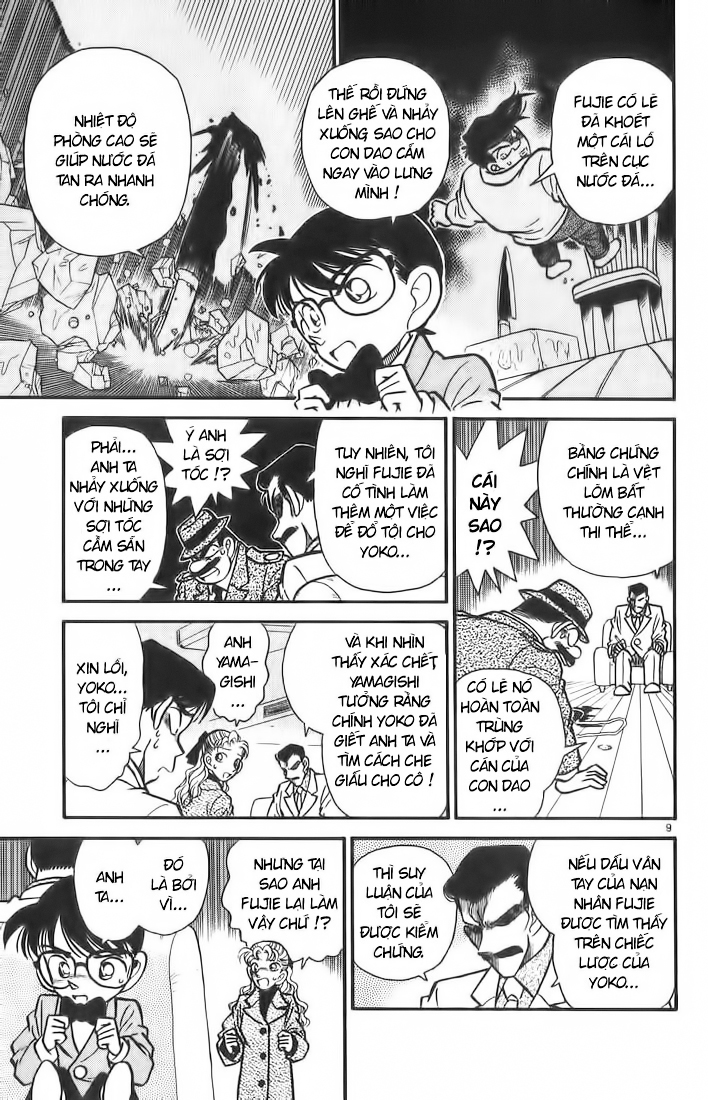 FUJIE CÓ LẼ
ĐÃ KHOÉT
MỘT CÁI LỖ
TRÊN CỤC
NƯỚC ĐÁ...
THẾ RỒI ĐỨNG
LÊN GHẾ VÀ NHẢY
XUỐNG SAO CHO
CON DAO CẮM
NGAY VÀO LƯNG
MÌNH !
NHIỆT ĐỘ
PHÒNG CAO SẼ
GIÚP NƯỚC ĐÁ
TAN RA NHANH
CHÓNG.
BẰNG CHỨNG
CHÍNH LÀ VỆT
LÕM BẤT
THƯỜNG CẠNH
THI THỂ...
CÁI
NÀY
SAO
!?
CÓ LẼ NÓ
HOÀN TOÀN
TRÙNG
KHỚP VỚI
CÁN CỦA
CON DAO
...
TUY NHIÊN, TÔI
NGHĨ FUJIE ĐÃ
CỐ TÌNH LÀM
THÊM MỘT VIỆC
ĐỂ ĐỔ TỘI CHO
YOKO...
Ý ANH
LÀ SỢI
TÓC !?
PHẢI...
ANH TA
NHẢY XUỐNG
VỚI NHỮNG
SỢI TÓC
CẦM SẴN
TRONG TAY
...
VÀ KHI NHÌN
THẤY XÁC CHẾT,
YAMAGISHI
TƯỞNG RẰNG
CHÍNH YOKO ĐÃ
GIẾT ANH TA VÀ
TÌM CÁCH CHE
GIẤU CHO CÔ !
ANH
YAMA-
GISHI
...
XIN LỖI,
YOKO...
TÔI CHỈ
NGHĨ
...
9
NẾU DẤU VÂN
TAY CỦA NẠN
NHÂN FUJIE
ĐƯỢC TÌM THẤY
TRÊN CHIẾC
LƯỢC CỦA
YOKO...
THÌ SUY
LUẬN CỦA
TÔI SẼ
ĐƯỢC KIỂM
CHỨNG.
NHƯNG TẠI
SAO ANH
FUJIE LẠI LÀM
VẬY CHỨ !?
ĐÓ
LÀ BỞI
VÌ...
ANH
TA...